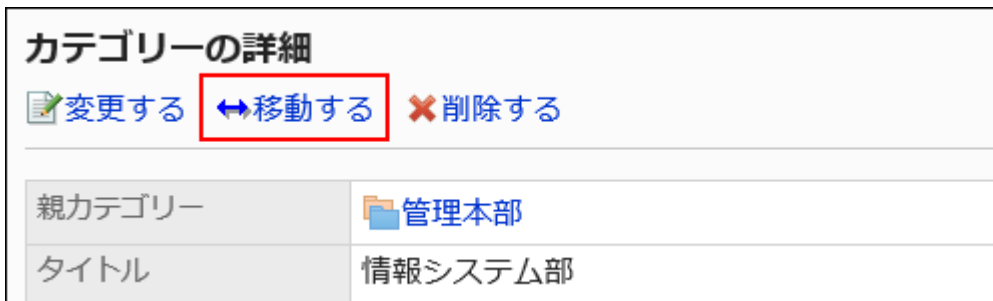 カテゴリーの詳細
変更する 移動する 削除する
親カテゴリー 管理本部
タイトル 情報システム部